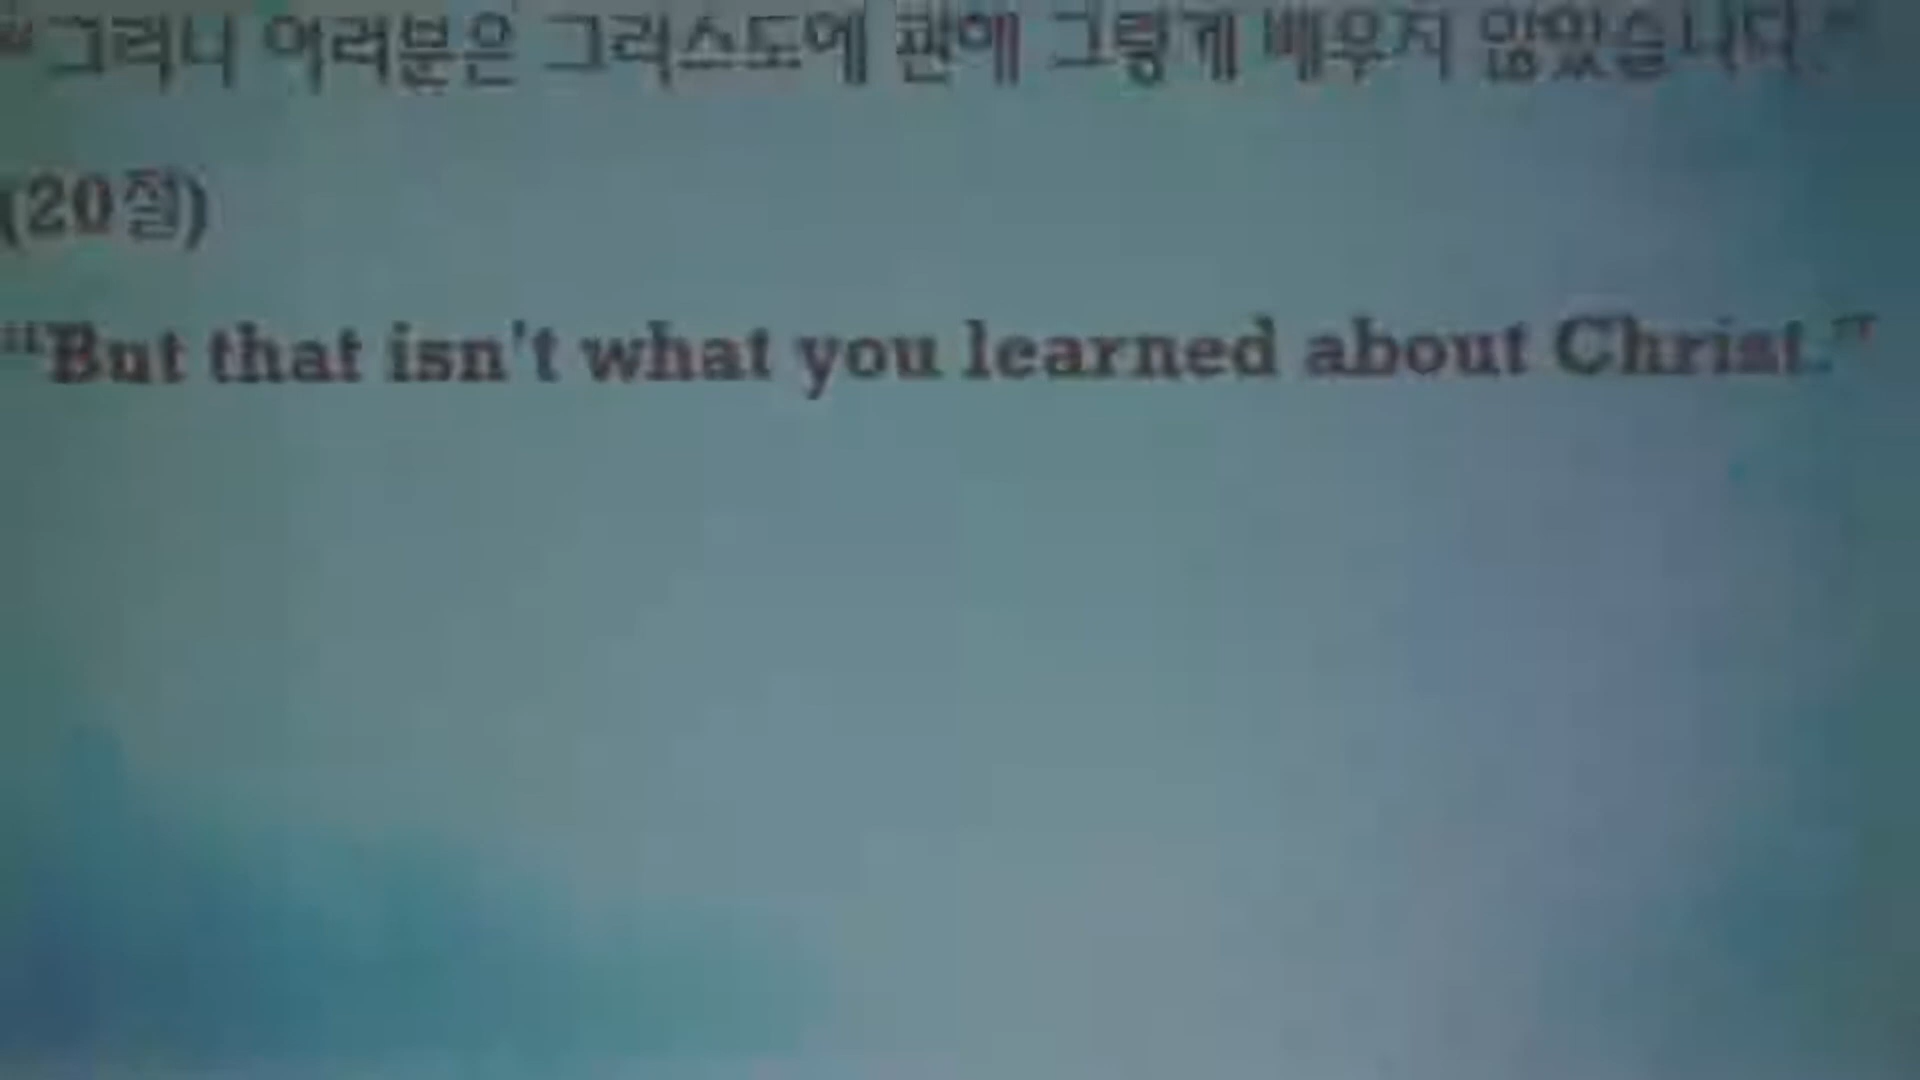 "그러나 여러분은 그리스도에 관해 그렇게 배우지 않았습니다."
(20절)
"But that isn't what you learned about Christ."